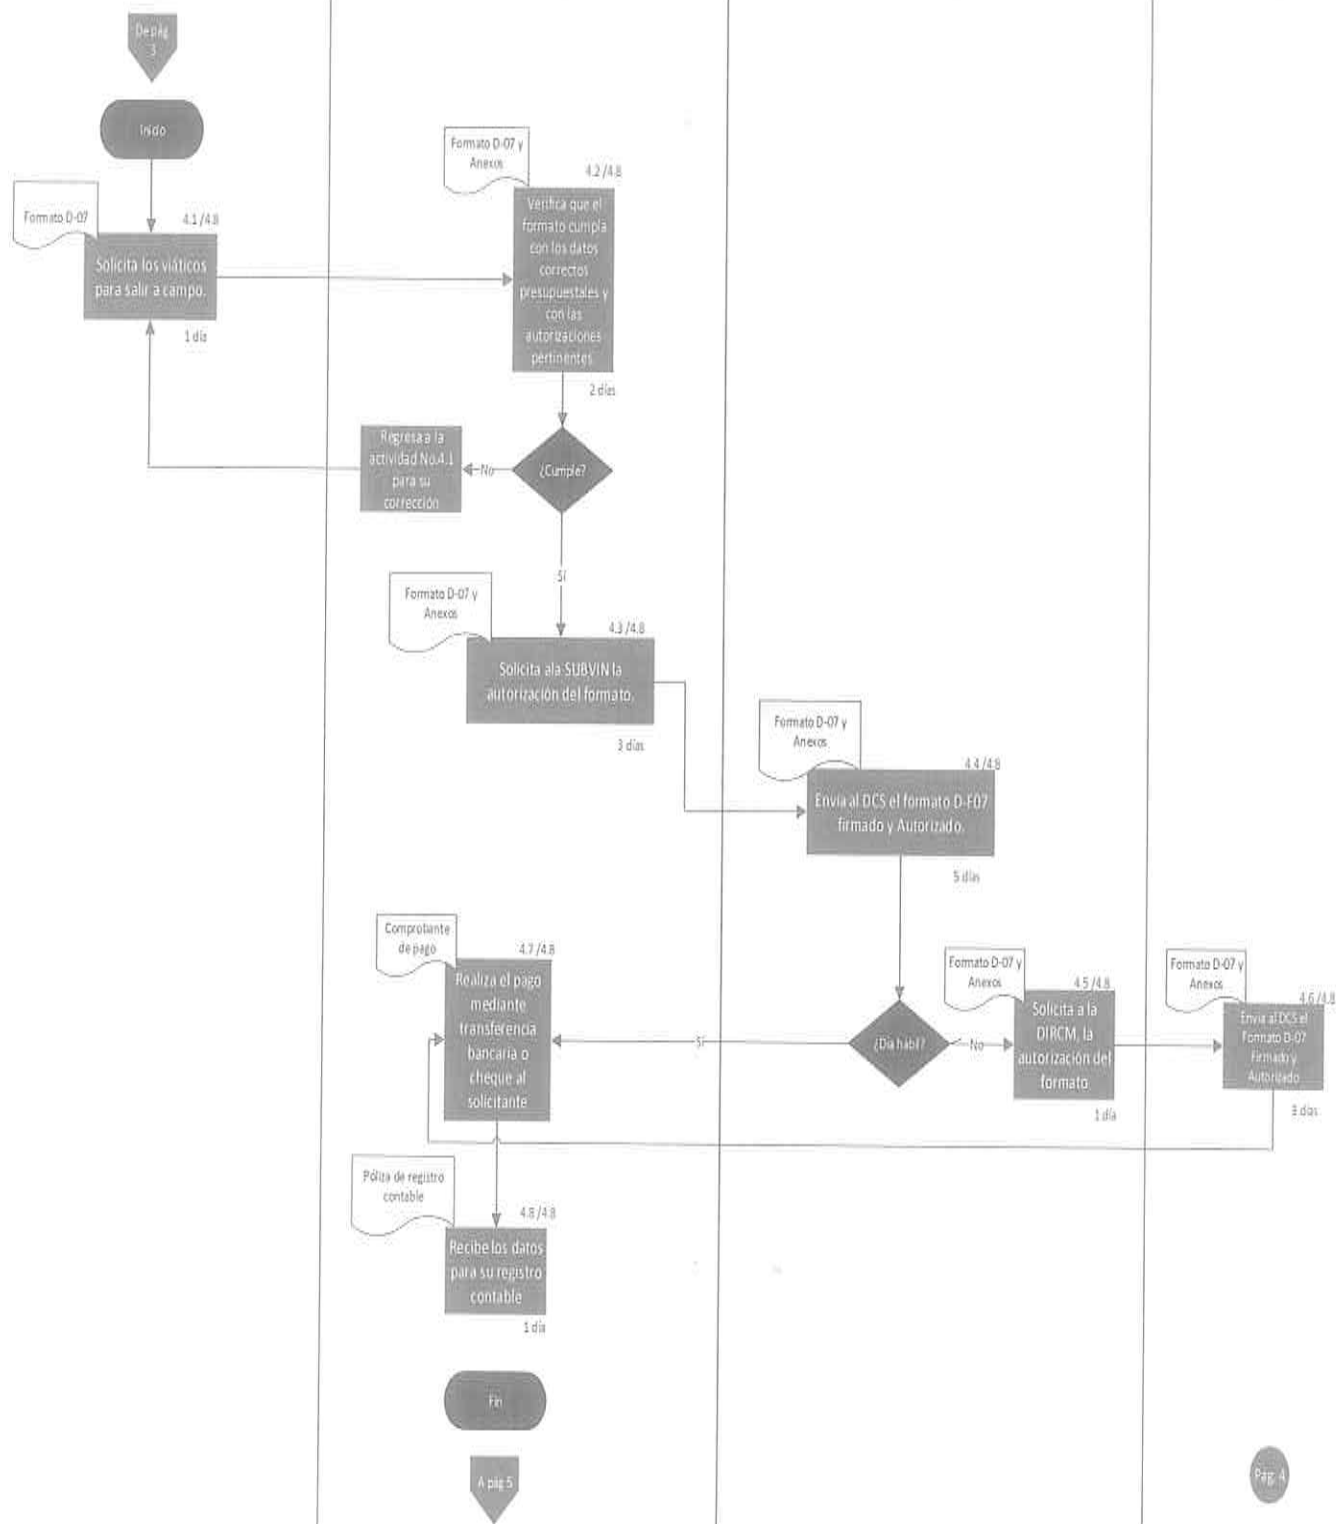 De pág
3
Inicio
Formato D-07
4.1/4.8
Solicita los viáticos
para salir a campo.
1 día
Formato D-07 y
Anexos
4.2/4.8
Verifica que el
formato cumpla
con los datos
correctos
presupuestales y
con las
autorizaciones
pertinentes
2 días
¿Cumple?
No
Regresa a la
actividad No.4.1
para su
corrección
Sí
Formato D-07 y
Anexos
4.3/4.8
Solicita ala SUBVIN la
autorización del formato.
3 días
Formato D-07 y
Anexos
4.4/4.8
Envía al DCS el formato D-F07
firmado y Autorizado.
5 días
¿Día hábil?
Sí
No
Formato D-07 y
Anexos
4.5/4.8
Solicita a la
DIRCM, la
autorización del
formato
1 día
Formato D-07 y
Anexos
4.6/4.8
Envia al DCS el
Formato D-07
Firmado y
Autorizado
3 días
Comprobante
de pago
4.7/4.8
Realiza el pago
mediante
transferencia
bancaria o
cheque al
solicitante
Póliza de registro
contable
4.8/4.8
Recibe los datos
para su registro
contable
1 día
Fin
A pág 5
Pág. 4